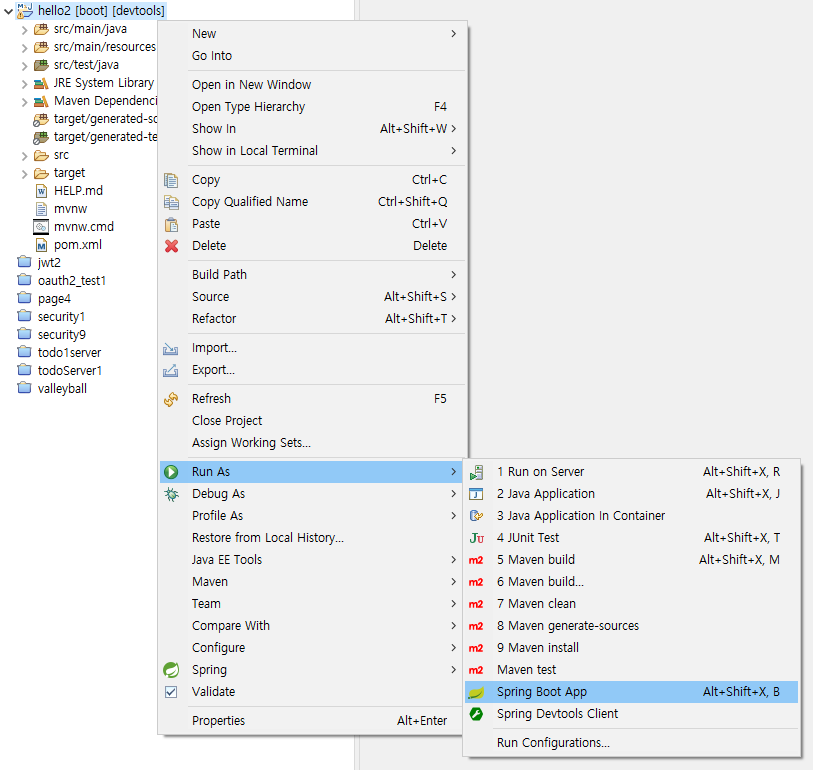 hello2 [boot] [devtools]
src/main/java
src/main/resources
src/test/java
JRE System Library
Maven Dependenci
target/generated-so
target/generated-te
src
target
HELP.md
mvnw
mvnw.cmd
pom.xml
jwt2
oauth2_test1
page4
security1
security9
todo1server
todoServer1
valleyball
New
Go Into
Open in New Window
Open Type Hierarchy F4
Show In Alt+Shift+W
Show in Local Terminal
Copy Ctrl+C
Copy Qualified Name Ctrl+Shift+Q
Paste Ctrl+V
Delete Delete
Build Path
Source Alt+Shift+S
Refactor Alt+Shift+T
Import...
Export...
Refresh F5
Close Project
Assign Working Sets...
Run As
Debug As
Profile As
Restore from Local History...
Java EE Tools
Maven
Team
Compare With
Configure
Spring
Validate
Properties Alt+Enter
1 Run on Server Alt+Shift+X, R
2 Java Application Alt+Shift+X, J
3 Java Application In Container
4 JUnit Test Alt+Shift+X, T
5 Maven build Alt+Shift+X, M
6 Maven build...
7 Maven clean
8 Maven generate-sources
9 Maven install
Maven test
Spring Boot App Alt+Shift+X, B
Spring Devtools Client
Run Configurations...